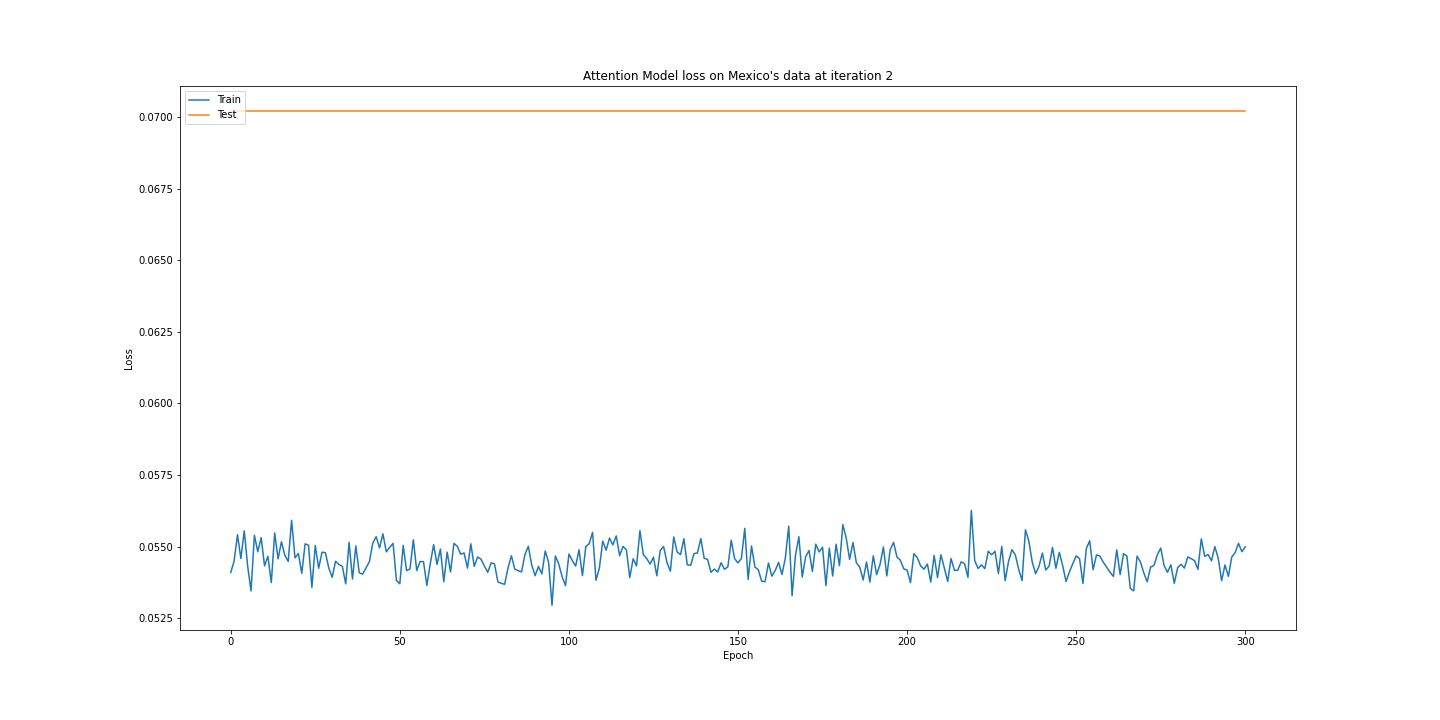 Attention Model loss on Mexico's data at iteration 2
Train
Test
0.0700
0.0675
0.0650
0.0625
0.0600
0.0575
0.0550
0.0525
Loss
0 50 100 150 200 250 300
Epoch